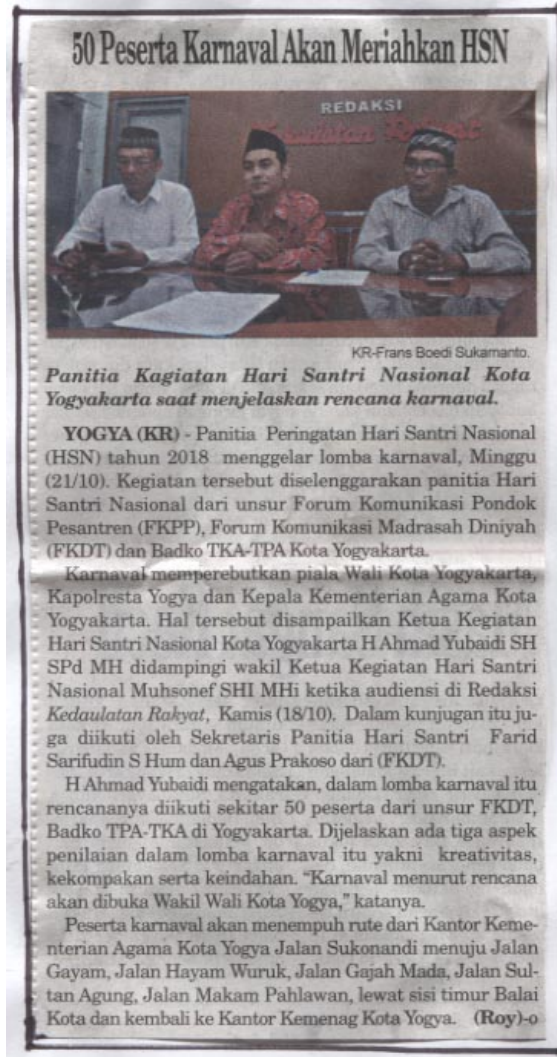 50 Peserta Karnaval Akan Meriahkan HSN
REDAKSI
Kedaulatan Rakyat
KR-Frans Boedi Sukarnanto.
Panitia Kagiatan Hari Santri Nasional Kota
Yogyakarta saat menjelaskan rencana karnaval.
YOGYA (KR) - Panitia Peringatan Hari Santri Nasional
(HSN) tahun 2018 menggelar lomba karnaval, Minggu
(21/10). Kegiatan tersebut diselenggarakan panitia Hari
Santri Nasional dari unsur Forum Komunikasi Pondok
Pesantren (FKPP), Forum Komunikasi Madrasah Diniyah
(FKDT) dan Badko TKA-TPA Kota Yogyakarta.
Karnaval memperebutkan piala Wali Kota Yogyakarta,
Kapolresta Yogya dan Kepala Kementerian Agama Kota
Yogyakarta. Hal tersebut disampailkan Ketua Kegiatan
Hari Santri Nasional Kota Yogyakarta H Ahmad Yubaidi SH
SPd MH didampingi wakil Ketua Kegiatan Hari Santri
Nasional Muhsonef SHI MHi ketika audiensi di Redaksi
Kedaulatan Rakyat, Kamis (18/10). Dalam kunjugan itu ju-
ga diikuti oleh Sekretaris Panitia Hari Santri Farid
Sarifudin S Hum dan Agus Prakoso dari (FKDT).
H Ahmad Yubaidi mengatakan, dalam lomba karnaval itu
rencananya diikuti sekitar 50 peserta dari unsur FKDT,
Badko TPA-TKA di Yogyakarta. Dijelaskan ada tiga aspek
penilaian dalam lomba karnaval itu yakni kreativitas,
kekompakan serta keindahan. “Karnaval menurut rencana
akan dibuka Wakil Wali Kota Yogya,” katanya.
Peserta karnaval akan menempuh rute dari Kantor Keme-
nterian Agama Kota Yogya Jalan Sukonandi menuju Jalan
Gayam, Jalan Hayam Wuruk, Jalan Gajah Mada, Jalan Sul-
tan Agung, Jalan Makam Pahlawan, lewat sisi timur Balai
Kota dan kembali ke Kantor Kemenag Kota Yogya. (Roy)-o